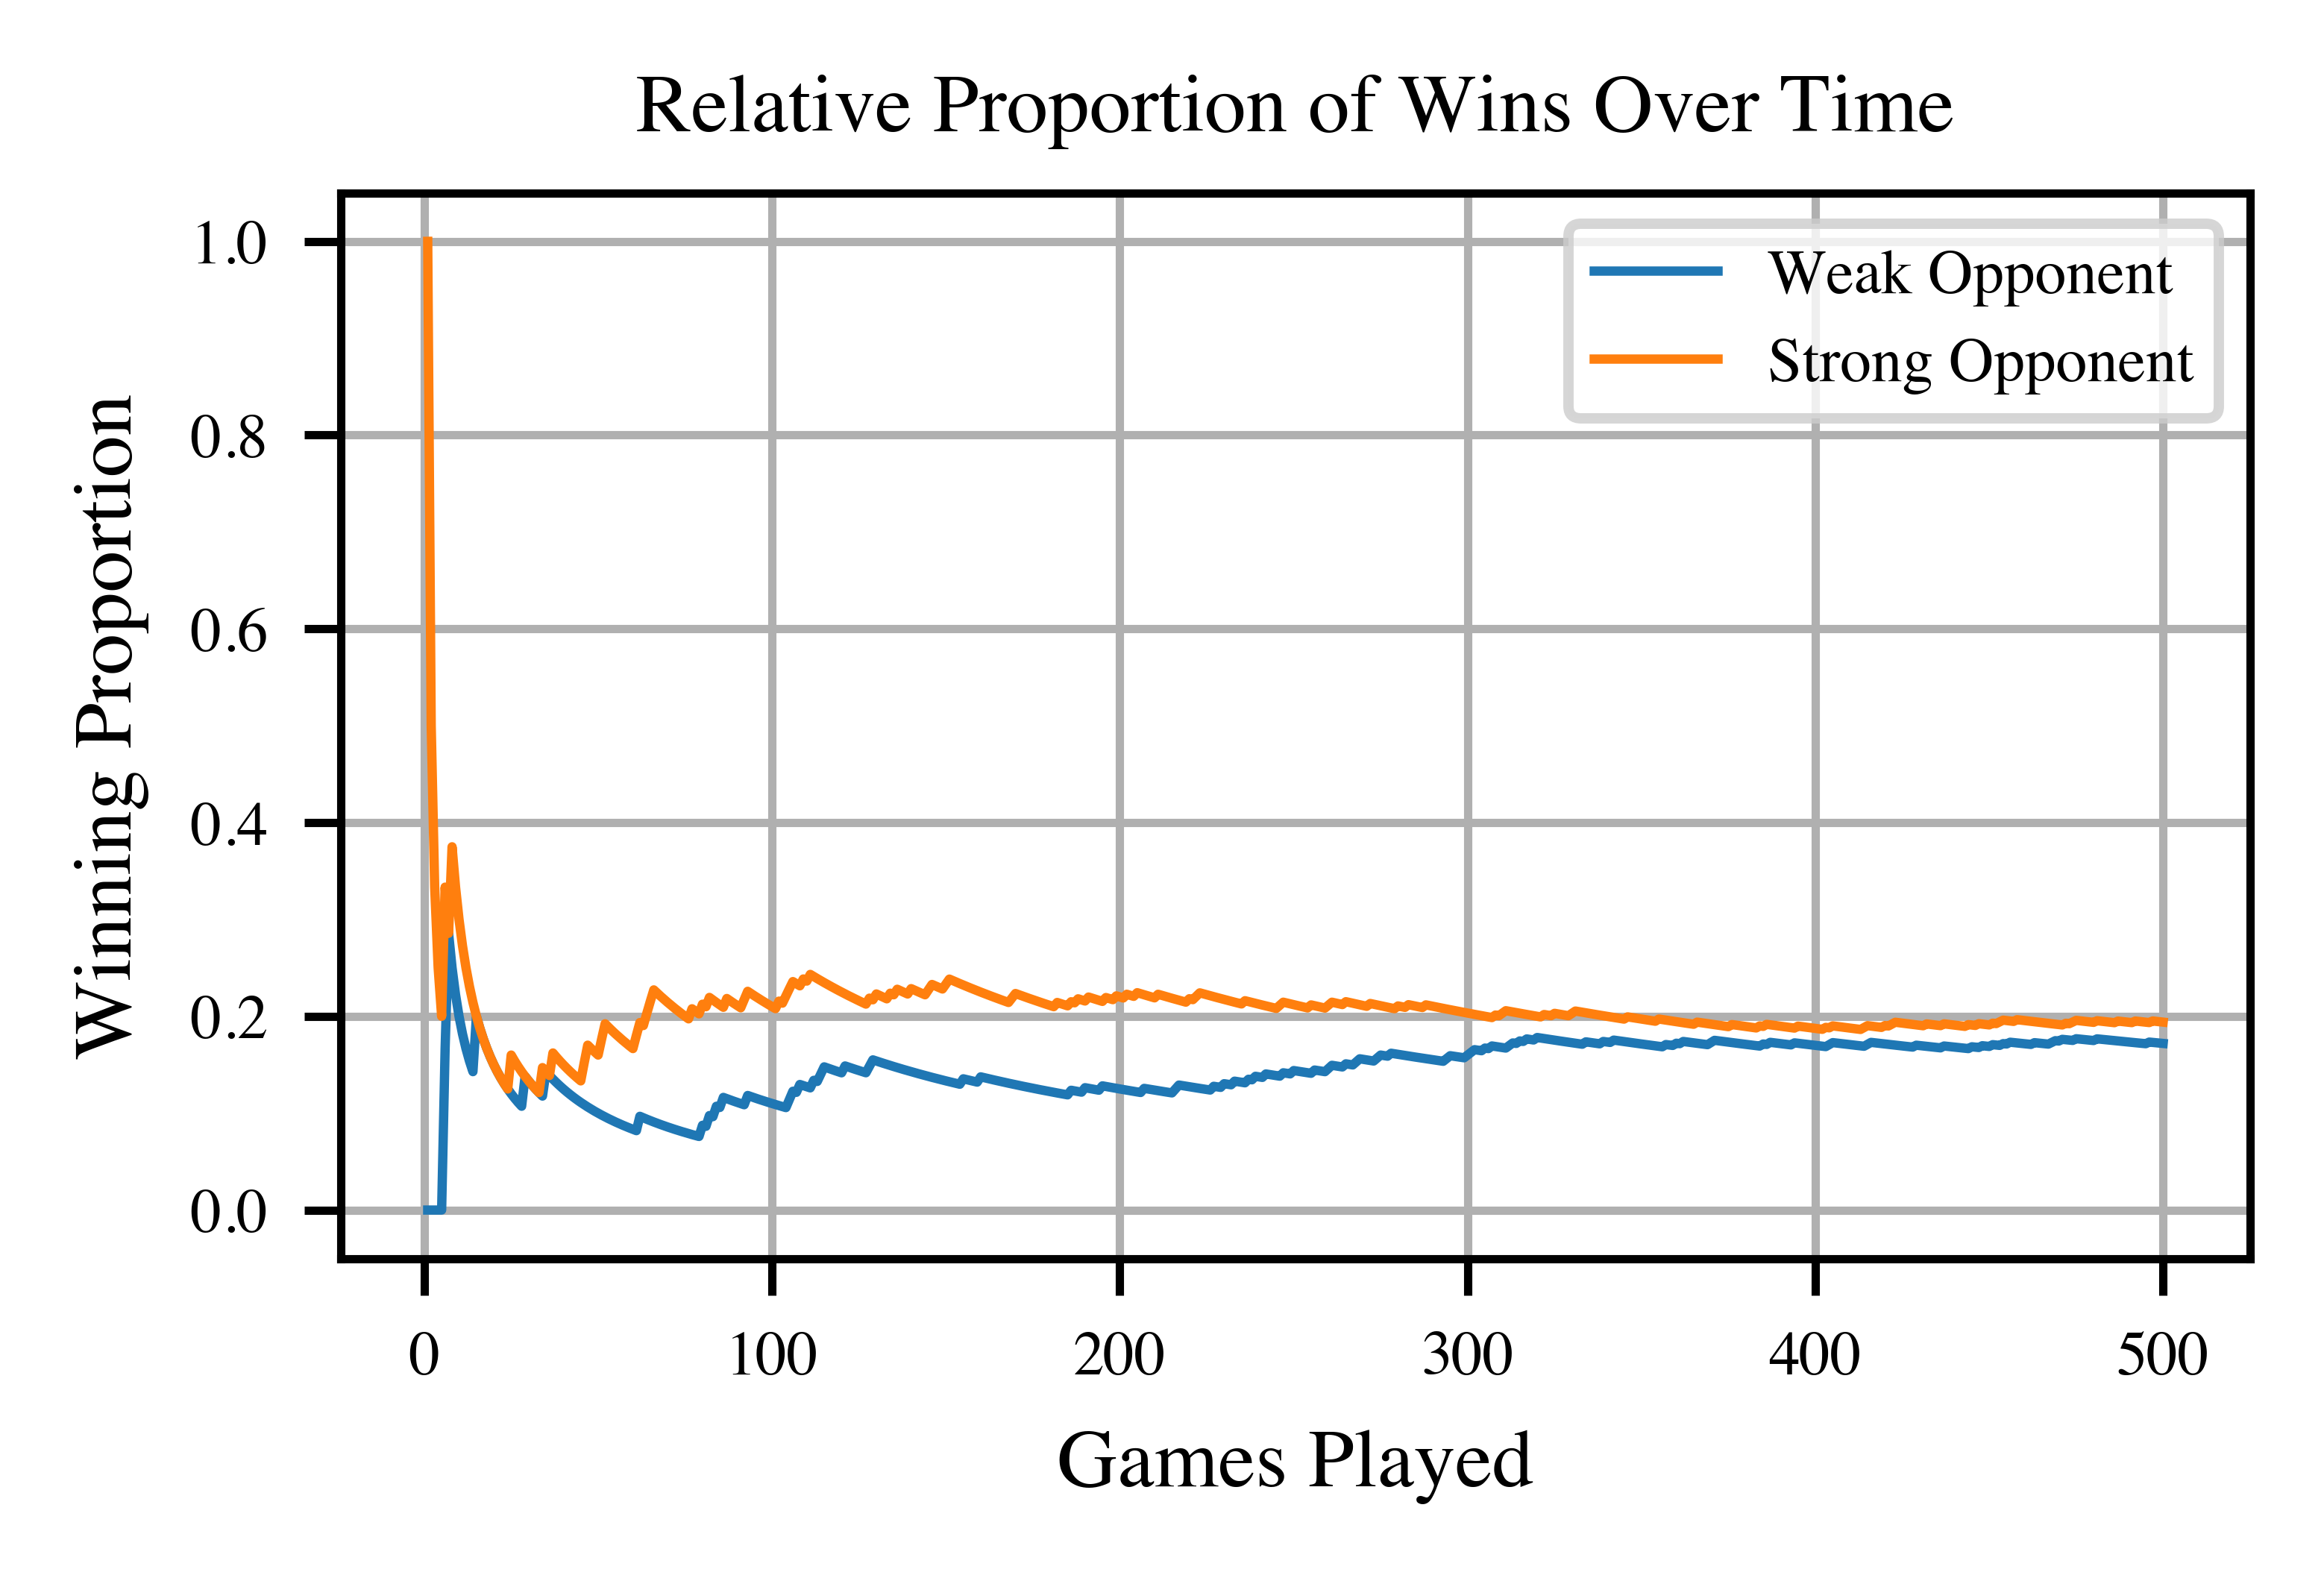 Relative Proportion of Wins Over Time
Winning Proportion
1.0
0.8
0.6
0.4
0.2
0.0
Weak Opponent
Strong Opponent
0 100 200 300 400 500
Games Played